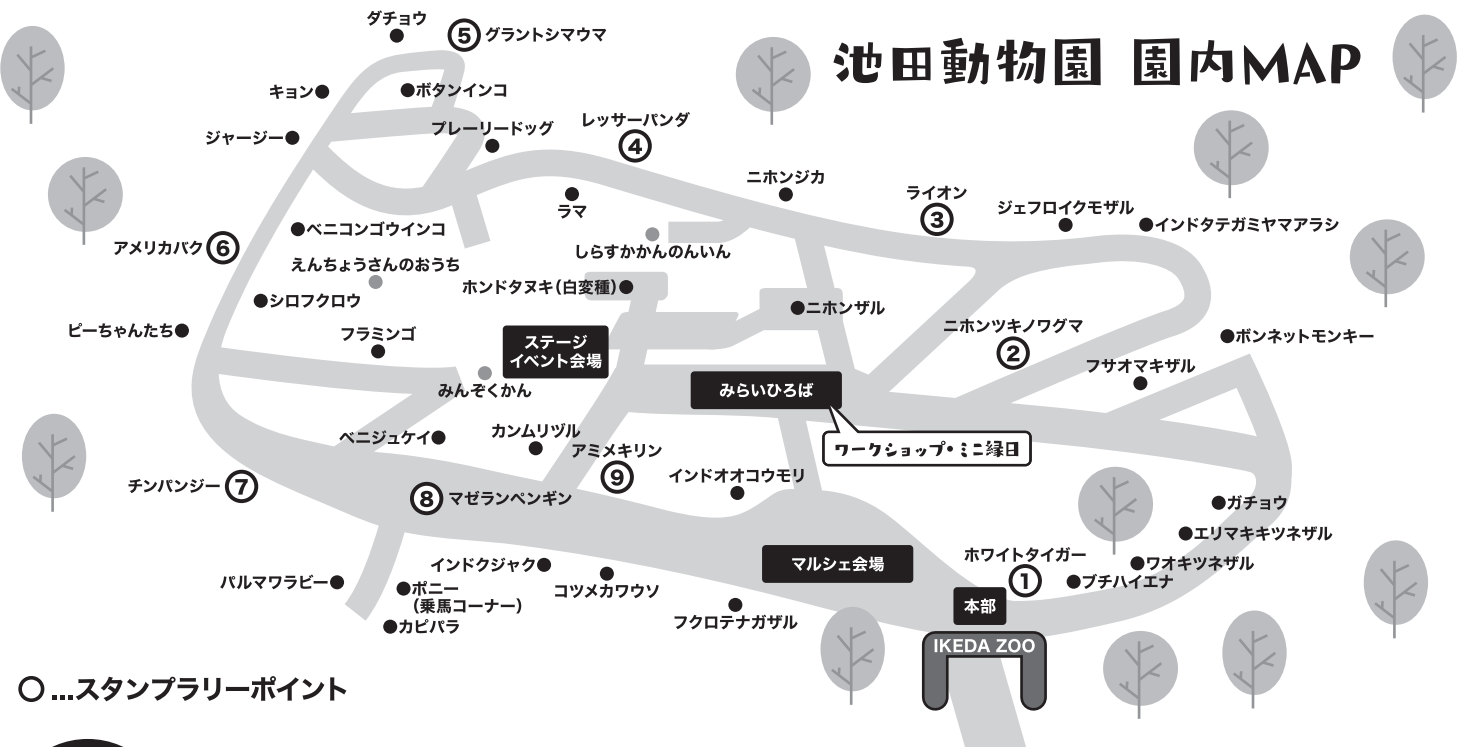 池田動物園 園内MAP
ダチョウ
⑤ グラントシマウマ
キョン
ボタンインコ
ジャージー
プレーリードッグ
レッサーパンダ
④
ニホンジカ
ラマ
ライオン
③
ジェフロイクモザル
インドタテガミヤマアラシ
アメリカバク⑥
ベニコンゴウインコ
しらすかかんのんいん
えんちょうさんのおうち
ホンドタヌキ(白変種)
シロフクロウ
ニホンザル
ピーちゃんたち
フラミンゴ
ステージ
イベント会場
ニホンツキノワグマ
②
ボンネットモンキー
フサオマキザル
みんぞくかん
みらいひろば
ワークショップ・ミニ縁日
ベニジュケイ
カンムリヅル
アミメキリン
⑨
インドオオコウモリ
チンパンジー⑦
⑧ マゼランペンギン
ガチョウ
エリマキキツネザル
ワオキツネザル
ブチハイエナ
ホワイトタイガー
①
マルシェ会場
本部
インドクジャク
コツメカワウソ
パルマワラビー
ポニー
(乗馬コーナー)
カピパラ
フクロテナガザル
IKEDA ZOO
○...スタンプラリーポイント